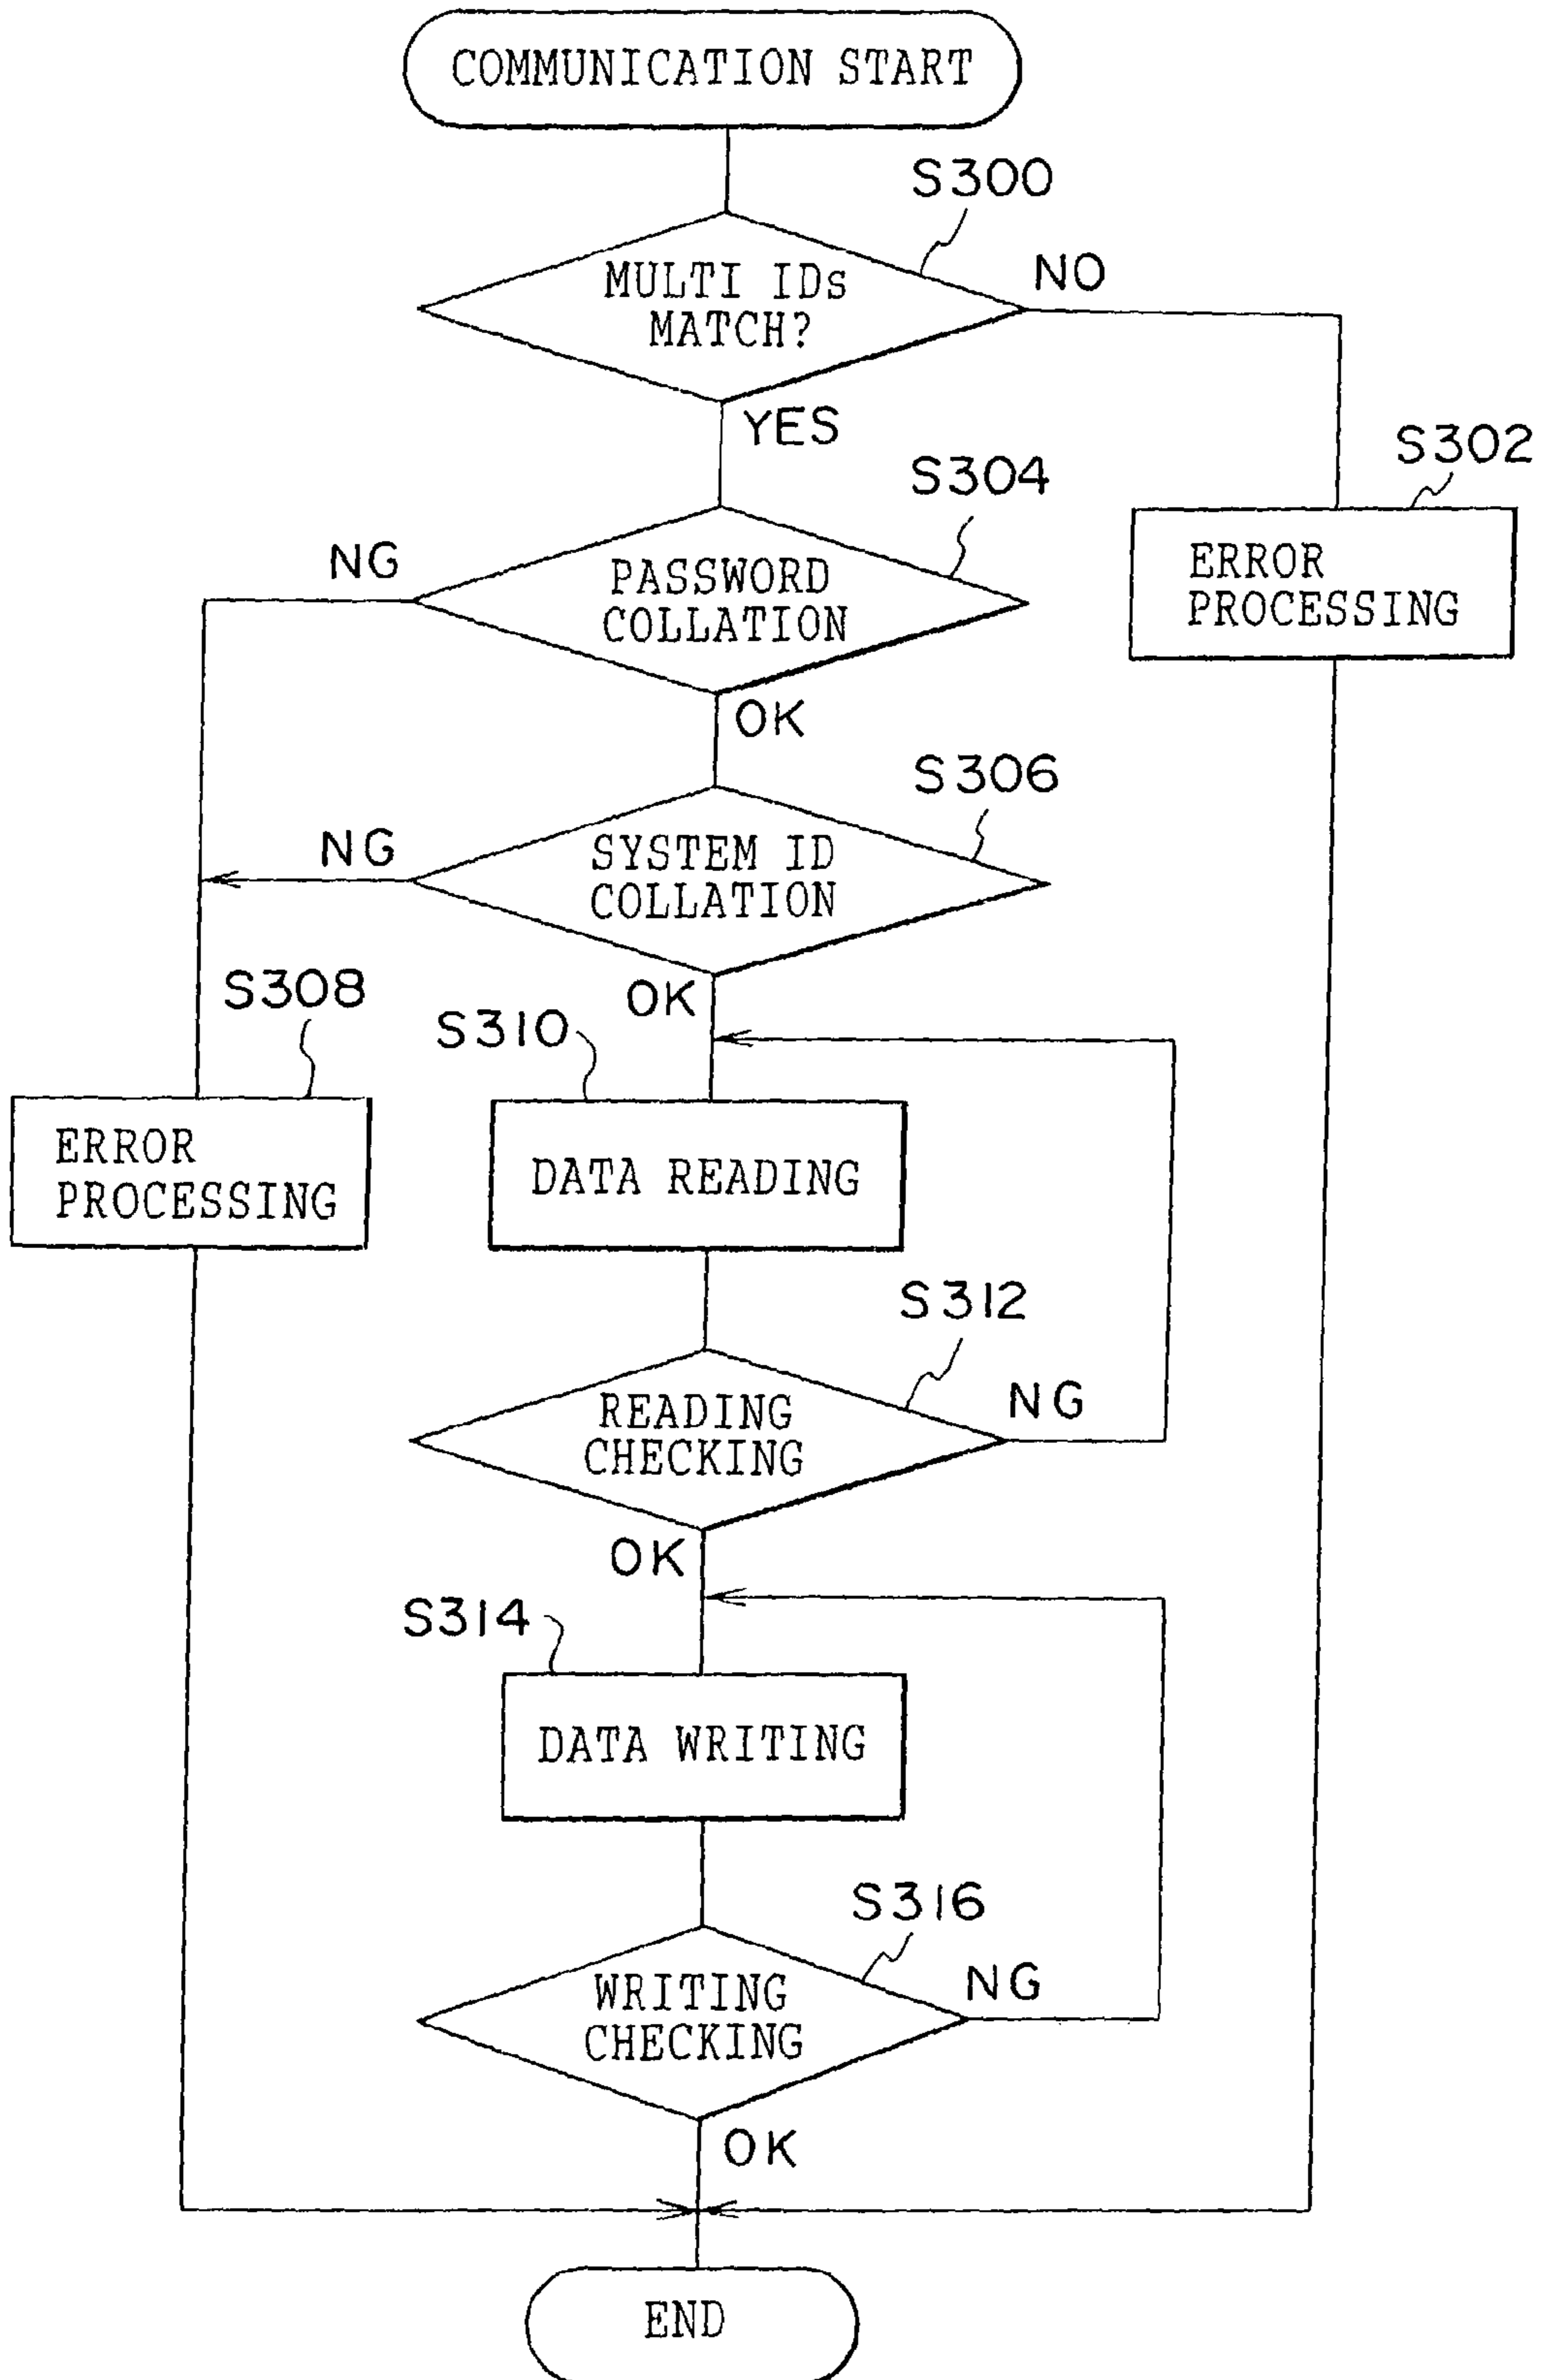 COMMUNICATION START
S300
MULTI IDs
MATCH?
NO
YES
S302
S304
ERROR
PROCESSING
NG
PASSWORD
COLLATION
OK
S306
NG
SYSTEM ID
COLLATION
OK
S308
S310
ERROR
PROCESSING
DATA READING
S312
READING
CHECKING
NG
OK
S314
DATA WRITING
S316
WRITING
CHECKING
NG
OK
END